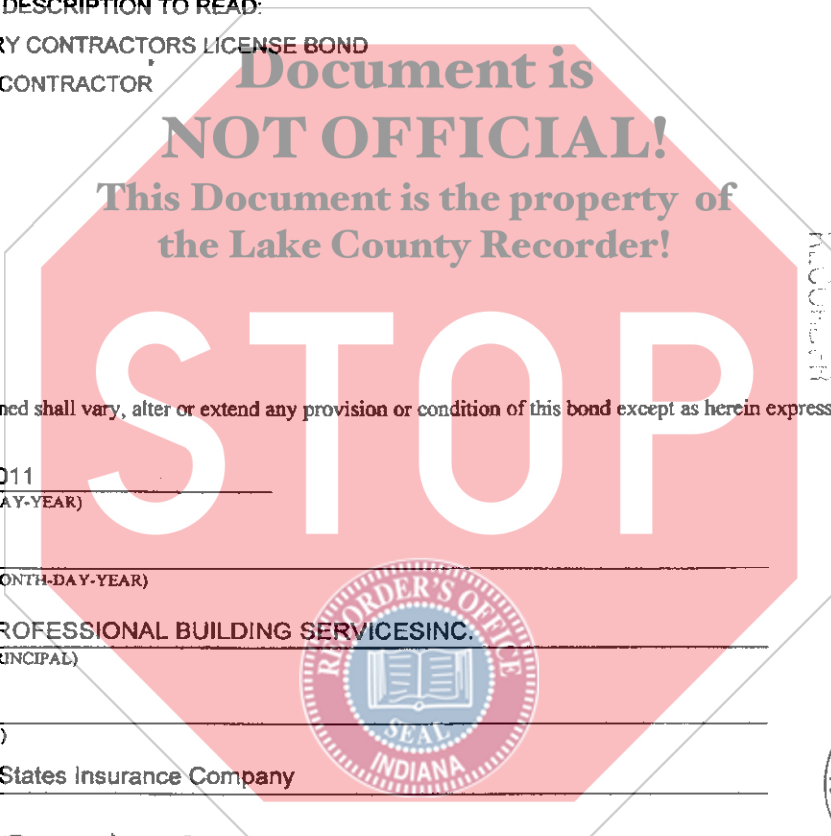 DESCRIPTION TO READ:
RY CONTRACTORS LICENSE BOND
CONTRACTOR
Document is
NOT OFFICIAL!
This Document is the property of
the Lake County Recorder!
RECORDER
STOP
ned shall vary, alter or extend any provision or condition of this bond except as herein express
011
AY-YEAR)
ONTH-DAY-YEAR)
ROFESSIONAL BUILDING SERVICESINC.
RINCIPAL)
)
States Insurance Company
RECORDER'S OFFICE
SEAL
INDIANA